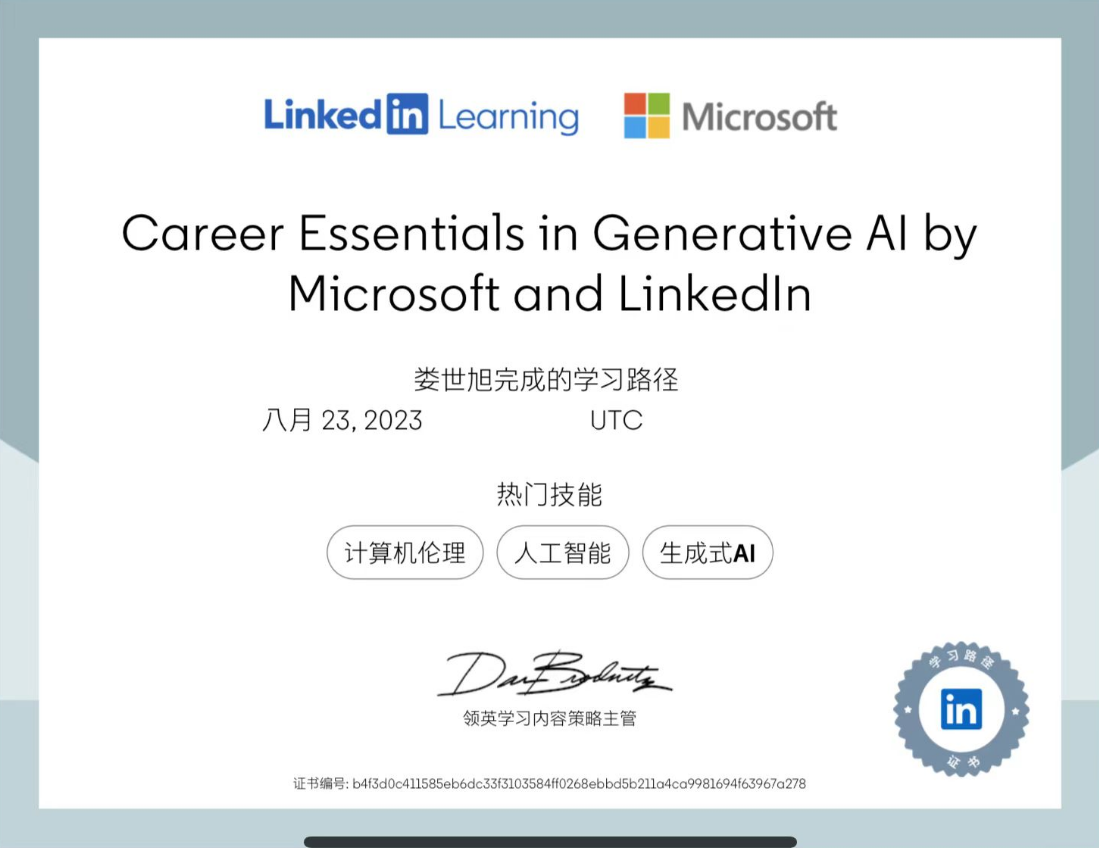 LinkedIn Learning Microsoft
Career Essentials in Generative AI by
Microsoft and LinkedIn
娄世旭完成的学习路径
八月 23, 2023 UTC
热门技能
计算机伦理 人工智能 生成式AI
Dan Brodnitz
领英学习内容策略主管
学习路径
in
证书
证书编号: b4f3d0c411585eb6dc33f3103584ff0268ebbd5b211a4ca9981694f63967a278